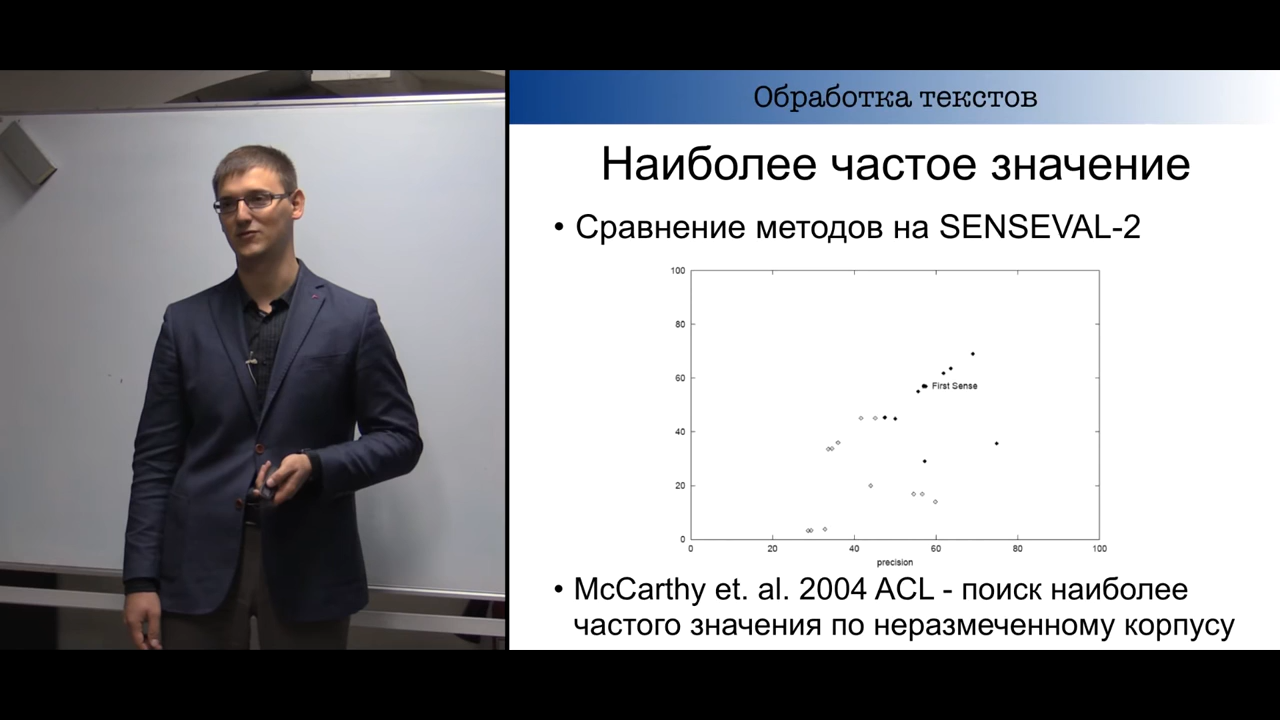 Обработка текстов
Наиболее частое значение
• Сравнение методов на SENSEVAL-2
100
80
60
First Sense
40
20
0
0 20 40 60 80 100
precision
• McCarthy et. al. 2004 ACL - поиск наиболее
частого значения по неразмеченному корпусу